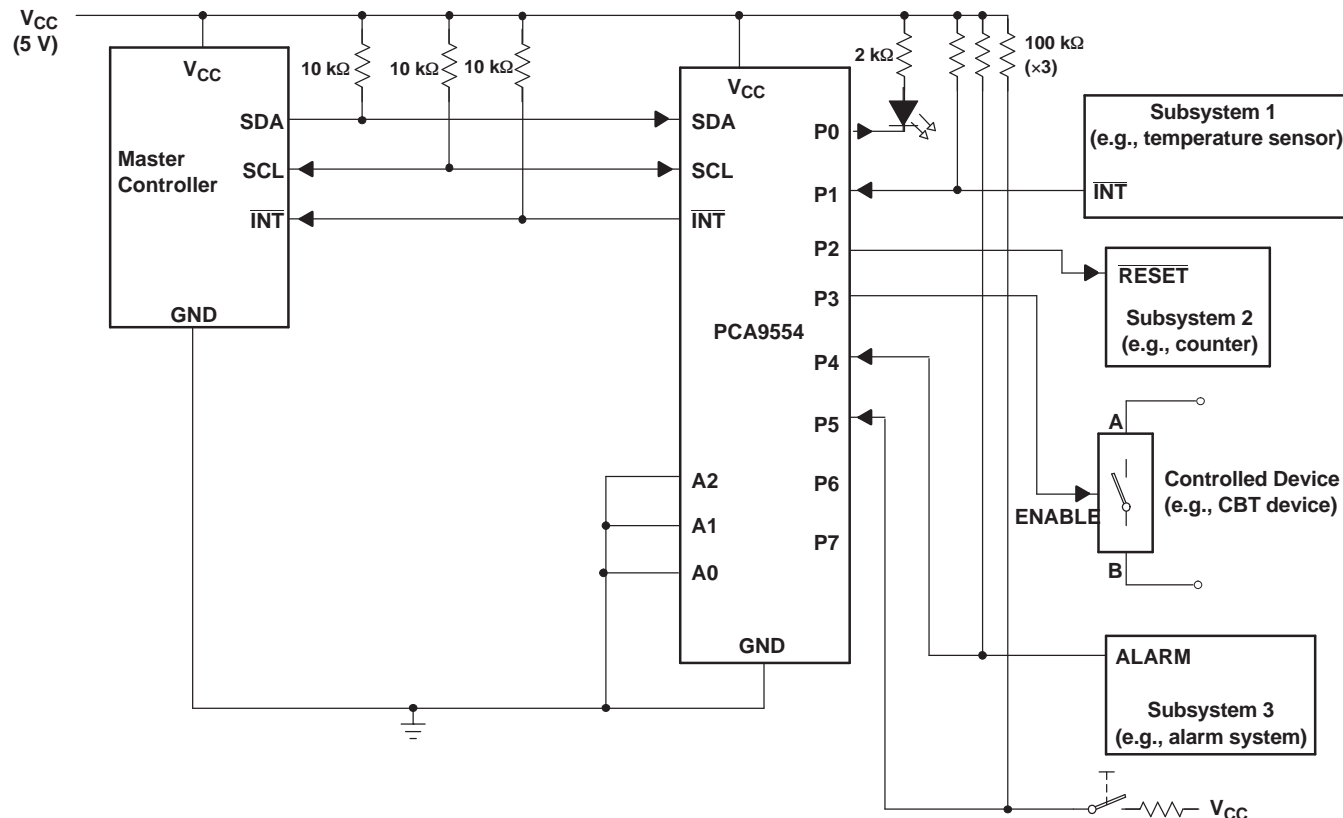 VCC
(5 V)
VCC
Master
Controller
SDA
SCL
INT
GND
10 kΩ
10 kΩ
10 kΩ
VCC
SDA
SCL
INT
PCA9554
A2
A1
A0
GND
P0
P1
P2
P3
P4
P5
P6
P7
2 kΩ
100 kΩ
(×3)
Subsystem 1
(e.g., temperature sensor)
INT
RESET
Subsystem 2
(e.g., counter)
A
ENABLE
B
Controlled Device
(e.g., CBT device)
ALARM
Subsystem 3
(e.g., alarm system)
VCC